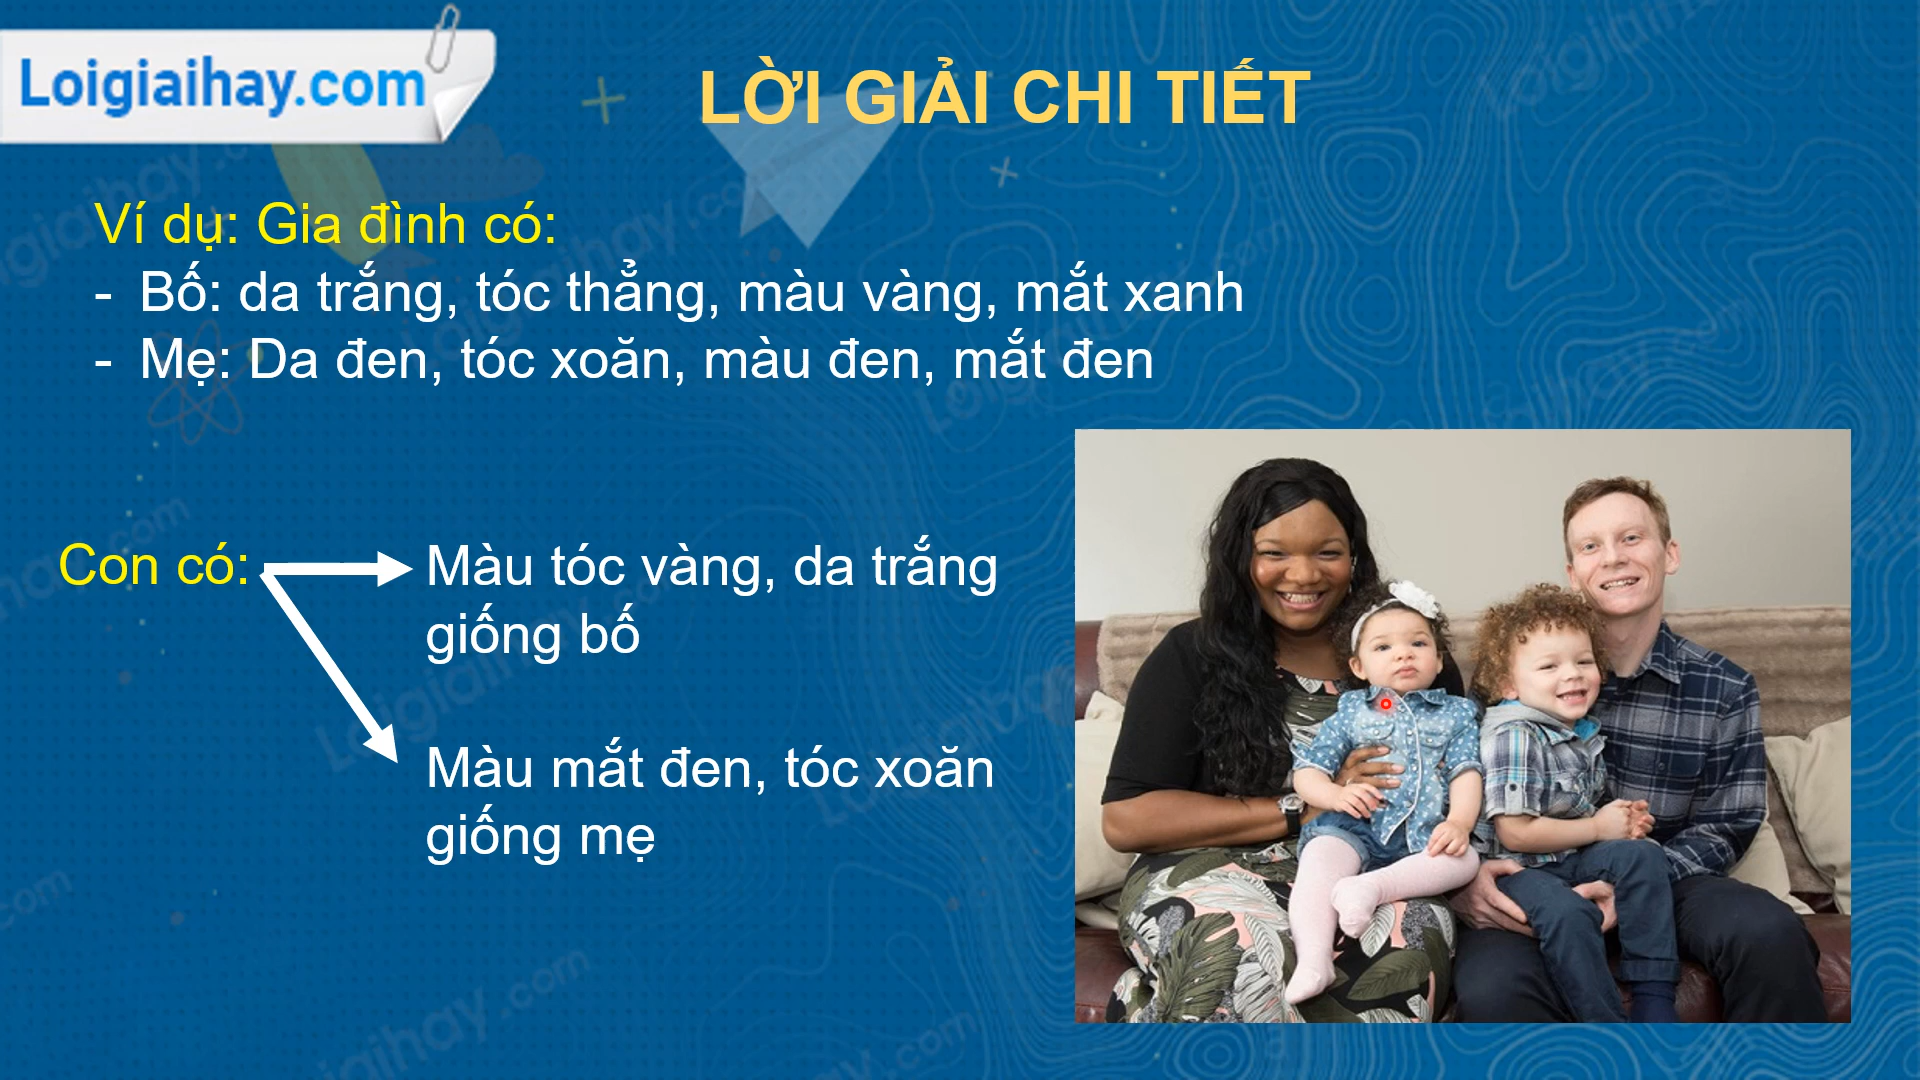 Loigiaihay.com
LỜI GIẢI CHI TIẾT
Ví dụ: Gia đình có:
- Bố: da trắng, tóc thẳng, màu vàng, mắt xanh
- Mẹ: Da đen, tóc xoăn, màu đen, mắt đen
Con có:
Màu tóc vàng, da trắng
giống bố
Màu mắt đen, tóc xoăn
giống mẹ